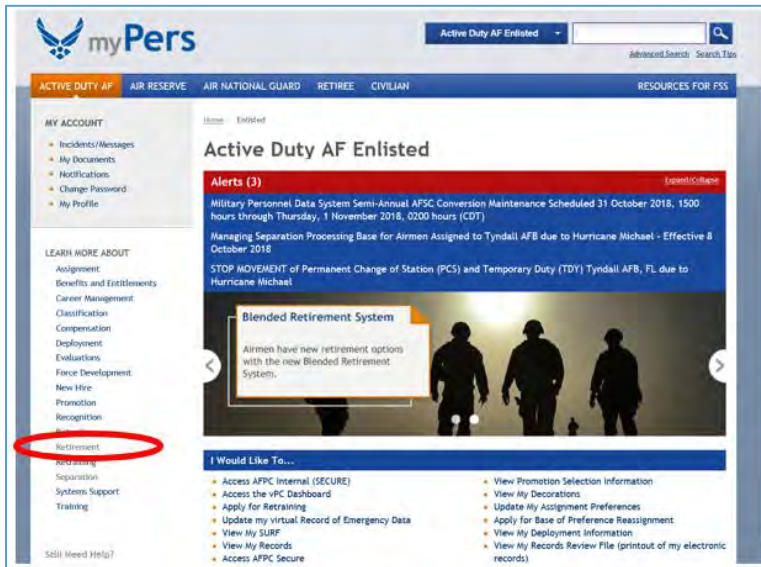 myPers
Active Duty AF Enlisted
Advanced Search Search Tips
ACTIVE DUTY AF AIR RESERVE AIR NATIONAL GUARD RETIREE CIVILIAN RESOURCES FOR FSS
MY ACCOUNT
Incidents/Messages
My Documents
Notifications
Change Password
My Profile
LEARN MORE ABOUT
Assignment
Benefits and Entitlements
Career Management
Classification
Compensation
Deployment
Evaluations
Force Development
New Hire
Promotion
Recognition
Retirement
Retraining
Separation
Systems Support
Training
Still Need Help?
Home Enlisted
Active Duty AF Enlisted
Alerts (3) Expand/Collapse
Military Personnel Data System Semi-Annual AFSC Conversion Maintenance Scheduled 31 October 2018, 1500
hours through Thursday, 1 November 2018, 0200 hours (CDT)
Managing Separation Processing Base for Airmen Assigned to Tyndall AFB due to Hurricane Michael - Effective 8
October 2018
STOP MOVEMENT of Permanent Change of Station (PCS) and Temporary Duty (TDY) Tyndall AFB, FL due to
Hurricane Michael
Blended Retirement System
Airmen have new retirement options
with the new Blended Retirement
System.
I Would Like To...
Access AFPC Internal (SECURE)
Access the vPC Dashboard
Apply for Retraining
Update my virtual Record of Emergency Data
View My SURF
View My Records
Access AFPC Secure
View Promotion Selection Information
View My Decorations
Update My Assignment Preferences
Apply for Base of Preference Reassignment
View My Deployment Information
View My Records Review File (printout of my electronic
records)